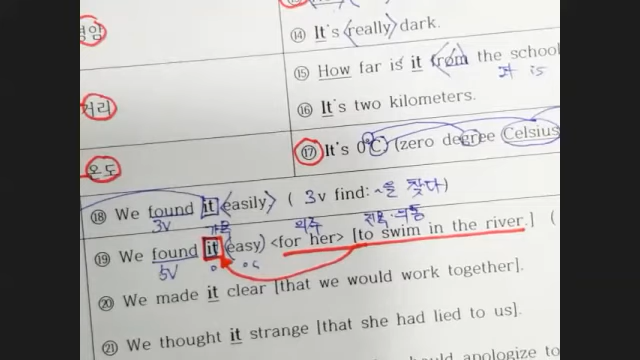 ⑭ It's <really> dark.
명암
⑮ How far is it <from the school
거리
⑯ It's two kilometers.
⑰ It's 0℃ (zero degree Celsius
온도
⑱ We found it <easily> ( 3v find: ~을 찾다)
3V
⑲ We found it (easy) <for her> [to swim in the river.] (
5V
⑳ We made it clear [that we would work together].
㉑ We thought it strange [that she had lied to us].
apologize to